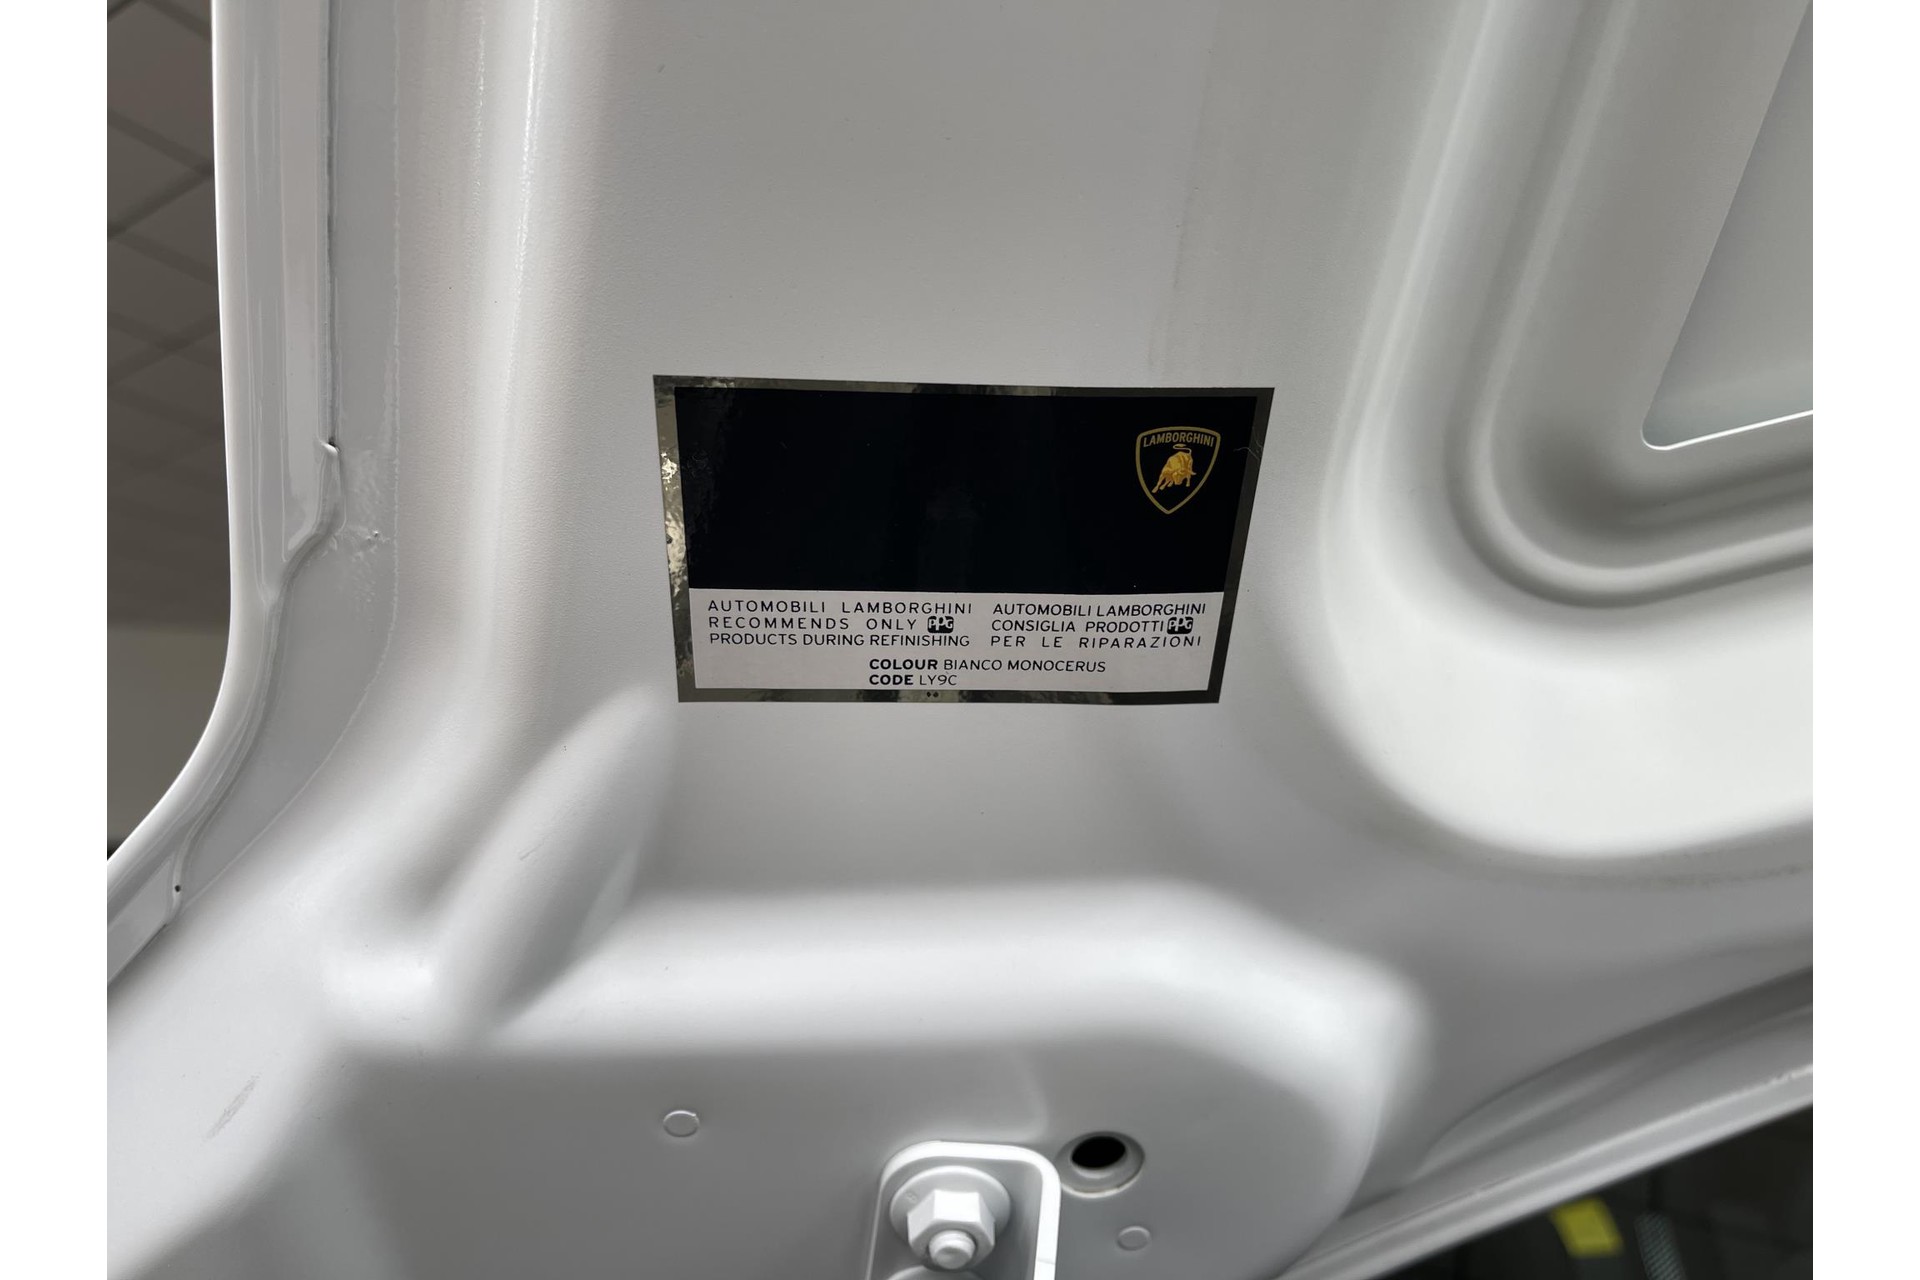 LAMBORGHINI
AUTOMOBILI LAMBORGHINI
RECOMMENDS ONLY PPG
PRODUCTS DURING REFINISHING
AUTOMOBILI LAMBORGHINI
CONSIGLIA PRODOTTI PPG
PER LE RIPARAZIONI
COLOUR BIANCO MONOCERUS
CODE LY9C